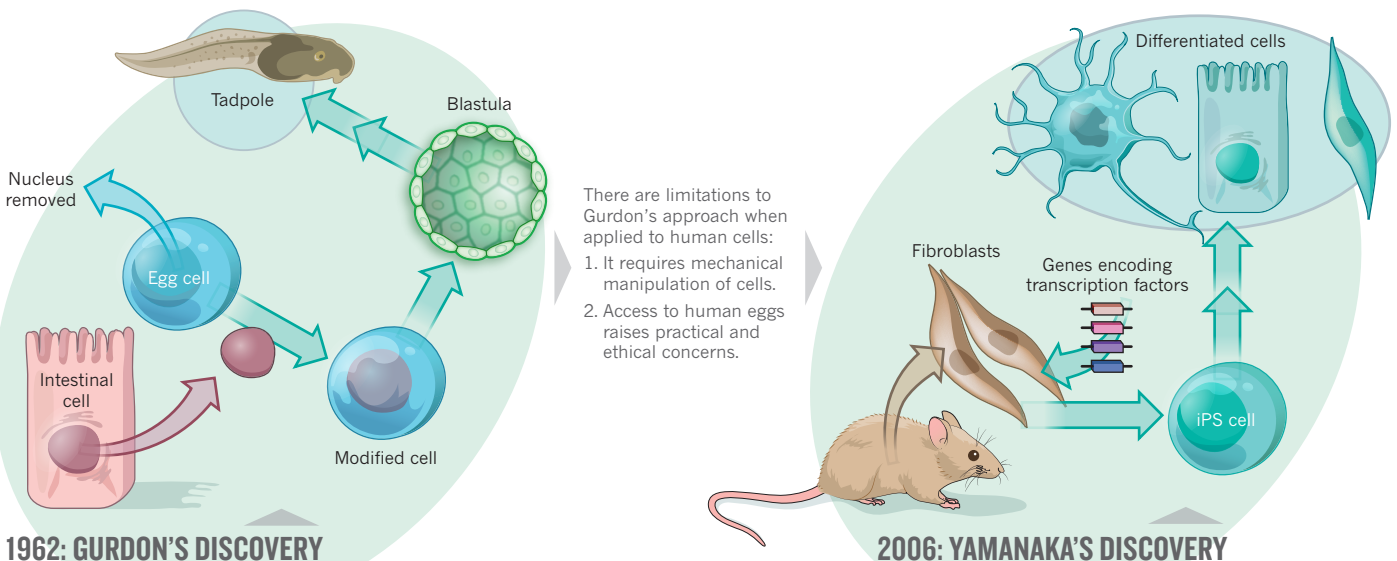 Tadpole
Blastula
Nucleus
removed
Egg cell
Intestinal
cell
Modified cell
1962: GURDON'S DISCOVERY
There are limitations to
Gurdon's approach when
applied to human cells:
1. It requires mechanical
manipulation of cells.
2. Access to human eggs
raises practical and
ethical concerns.
Differentiated cells
Fibroblasts
Genes encoding
transcription factors
iPS cell
2006: YAMANAKA'S DISCOVERY